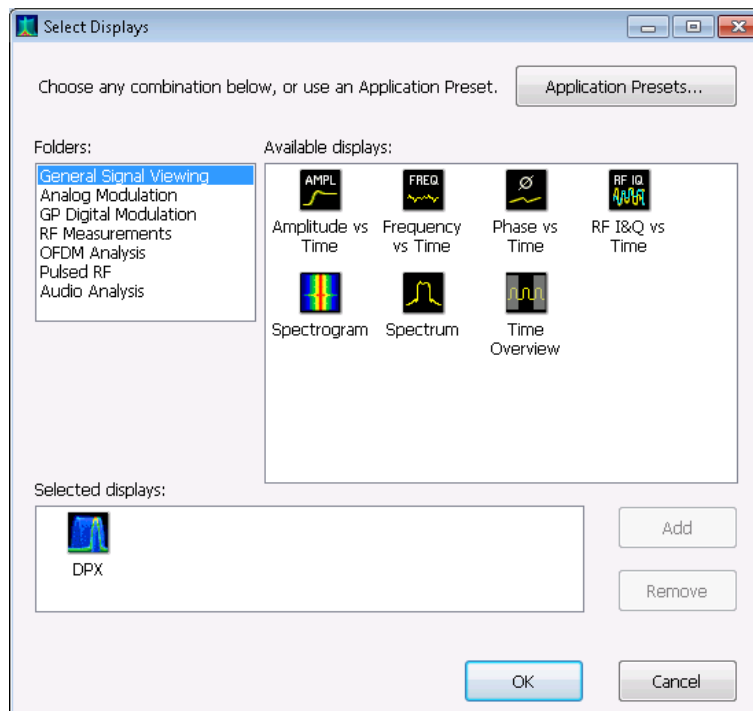 Select Displays
Choose any combination below, or use an Application Preset.
Application Presets...
Folders:
General Signal Viewing
Analog Modulation
GP Digital Modulation
RF Measurements
OFDM Analysis
Pulsed RF
Audio Analysis
Available displays:
AMPL
FREQ
Ø
RF IQ
Amplitude vs
Time
Frequency
vs Time
Phase vs
Time
RF I&Q vs
Time
Spectrogram
Spectrum
Time
Overview
Selected displays:
DPX
Add
Remove
OK
Cancel